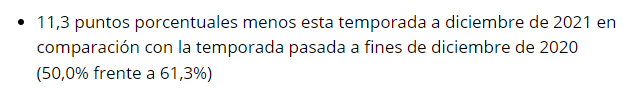 • 11,3 puntos porcentuales menos esta temporada a diciembre de 2021 en
comparación con la temporada pasada a fines de diciembre de 2020
(50,0% frente a 61,3%)